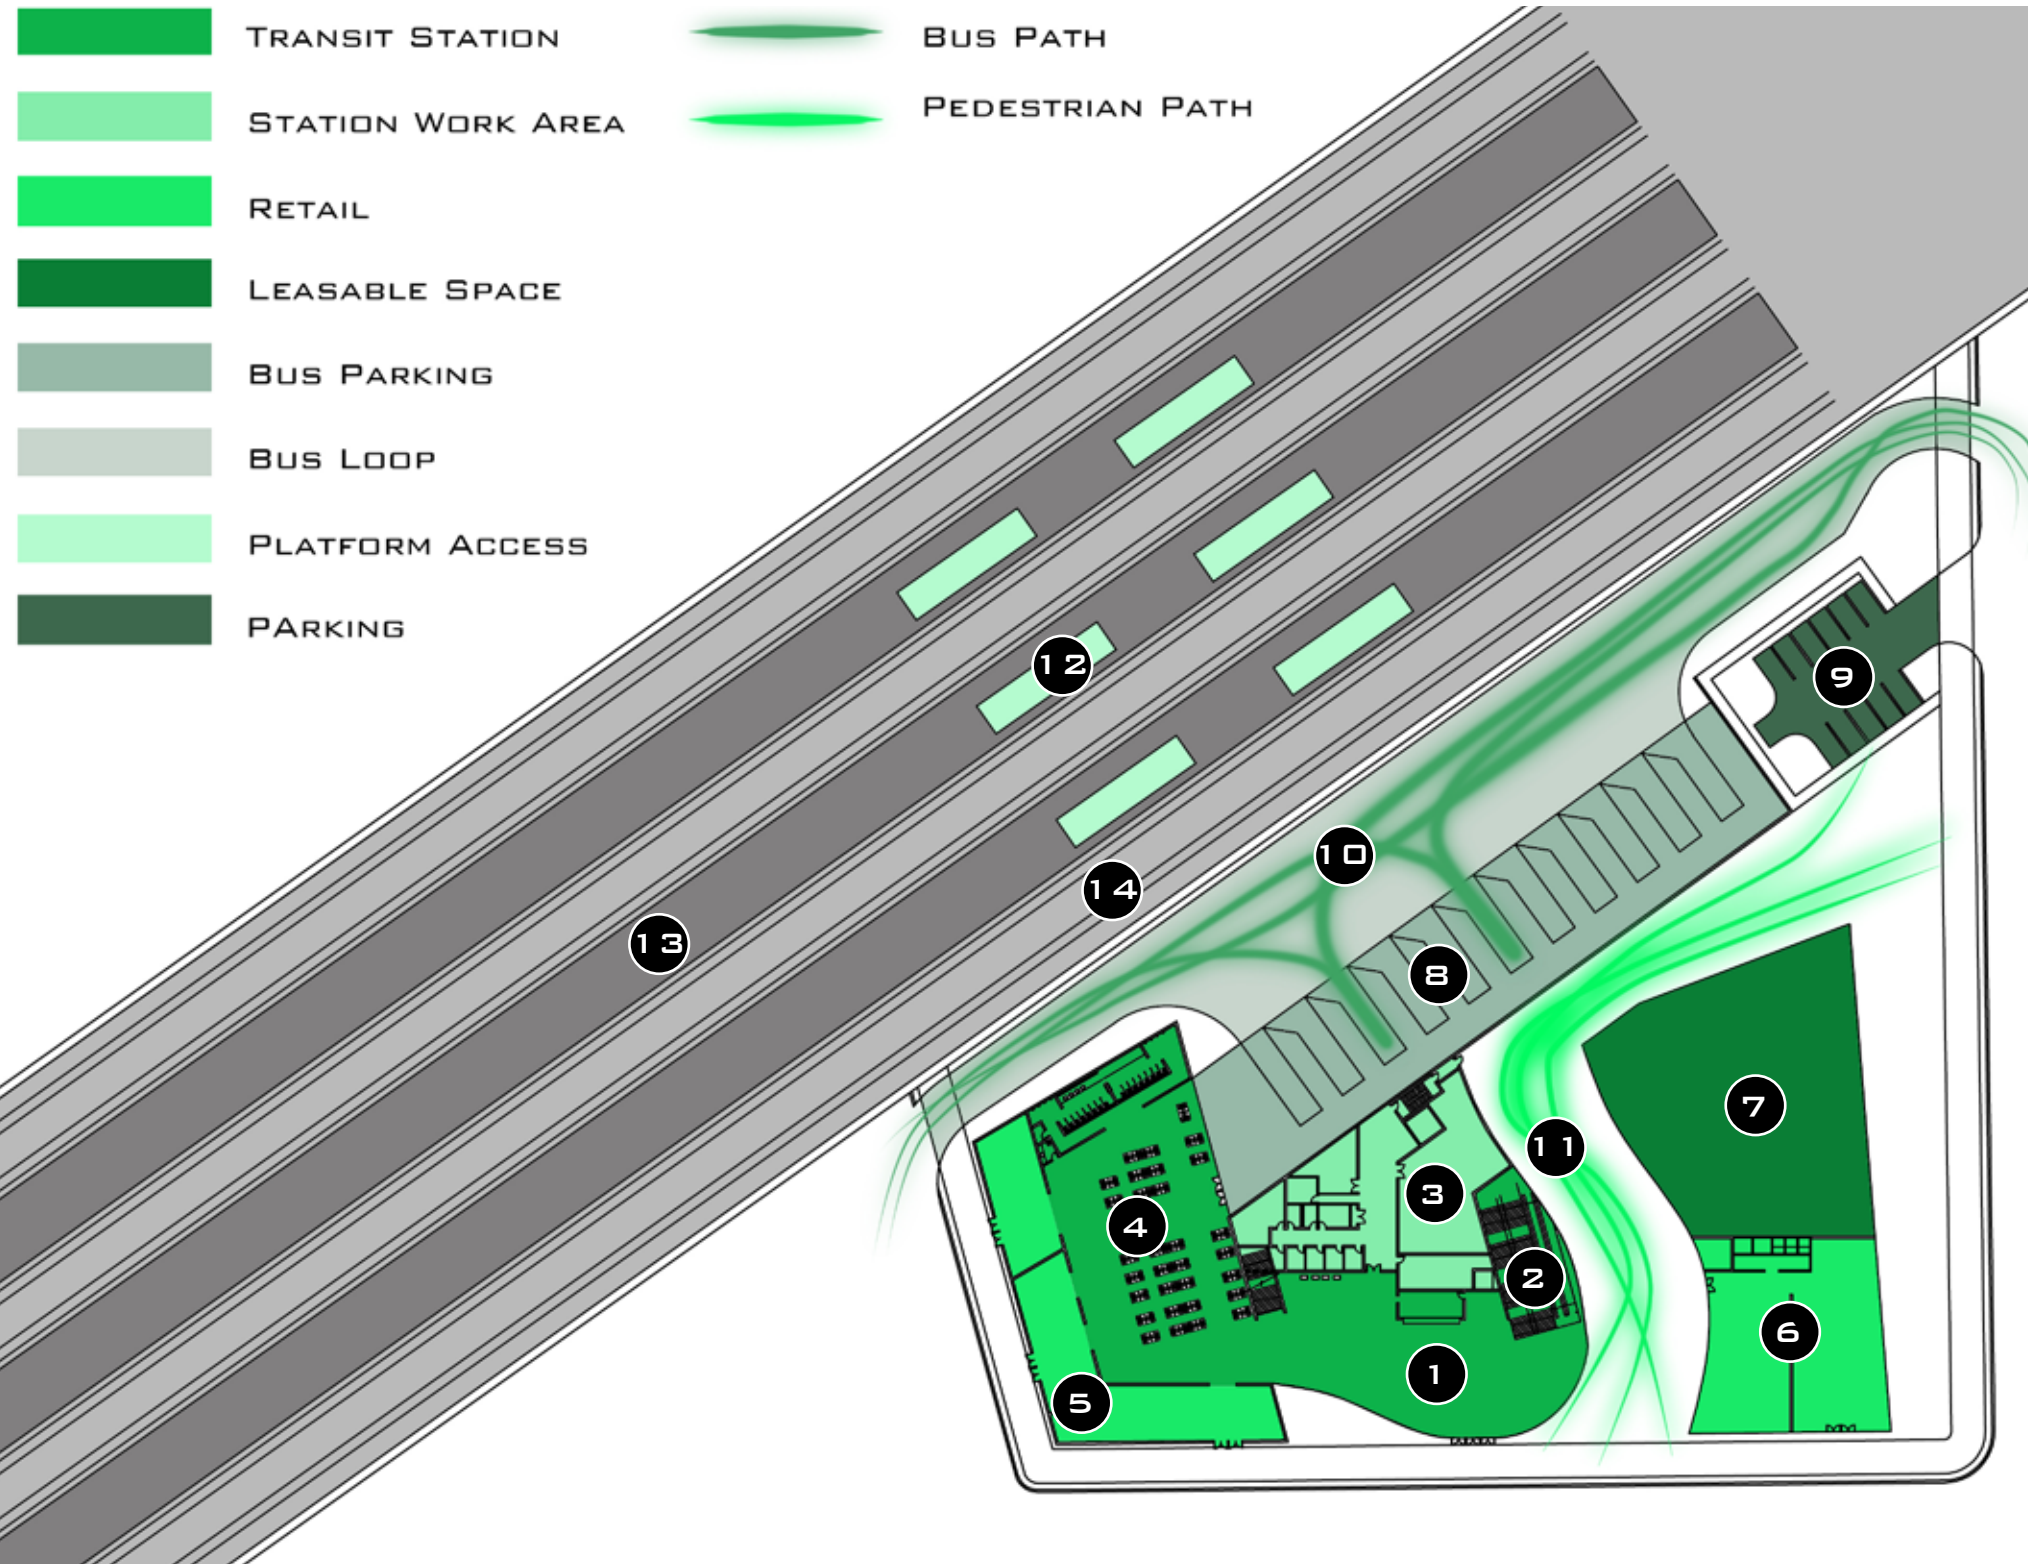 TRANSIT STATION
STATION WORK AREA
RETAIL
LEASABLE SPACE
BUS PARKING
BUS LOOP
PLATFORM ACCESS
PARKING
BUS PATH
PEDESTRIAN PATH
12
9
10
14
13
8
7
11
3
4
2
6
1
5